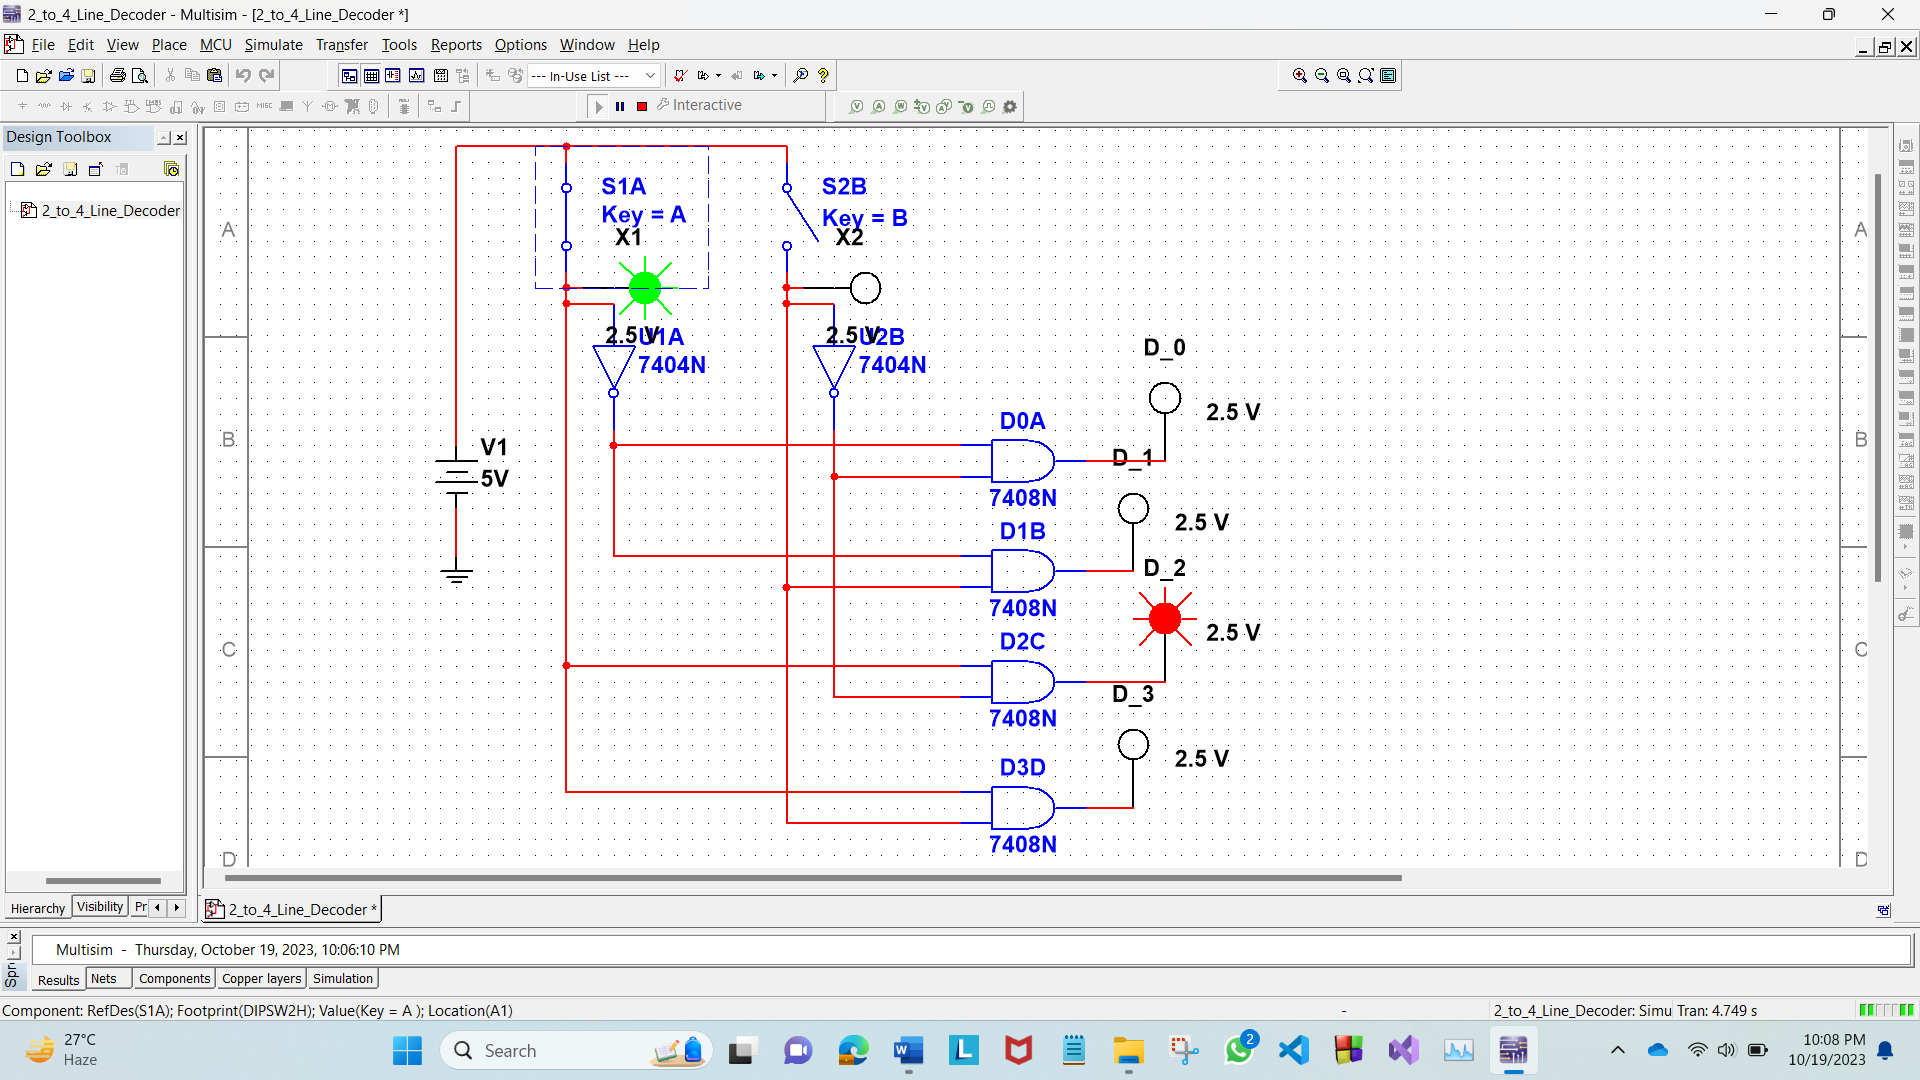 2_to_4_Line_Decoder - Multisim - [2_to_4_Line_Decoder *]
File Edit View Place MCU Simulate Transfer Tools Reports Options Window Help
--- In-Use List ---
Interactive
Design Toolbox
2_to_4_Line_Decoder
A
B
C
D
S1A
Key = A
X1
2.5 V
U1A
7404N
S2B
Key = B
X2
2.5 V
U2B
7404N
V1
5V
D_0
2.5 V
D0A
7408N
D_1
2.5 V
D1B
7408N
D_2
2.5 V
D2C
7408N
D_3
2.5 V
D3D
7408N
A
B
C
D
Hierarchy Visibility Pr
2_to_4_Line_Decoder *
Multisim - Thursday, October 19, 2023, 10:06:10 PM
Spr
Results Nets Components Copper layers Simulation
Component: RefDes(S1A); Footprint(DIPSW2H); Value(Key = A ); Location(A1)
-
2_to_4_Line_Decoder: Simu Tran: 4.749 s
27°C
Haze
Search
2
10:08 PM
10/19/2023